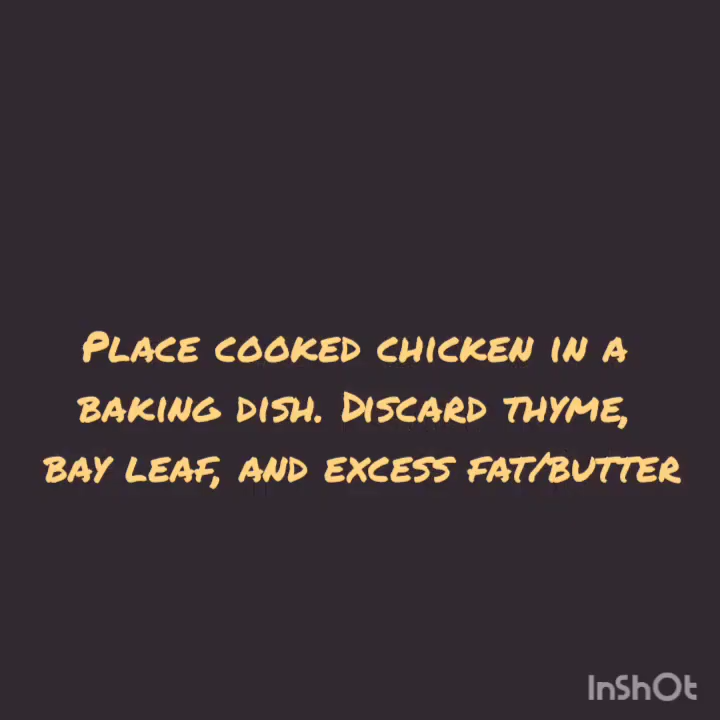 Place cooked chicken in a
baking dish. Discard thyme,
bay leaf, and excess fat/butter
InShOt